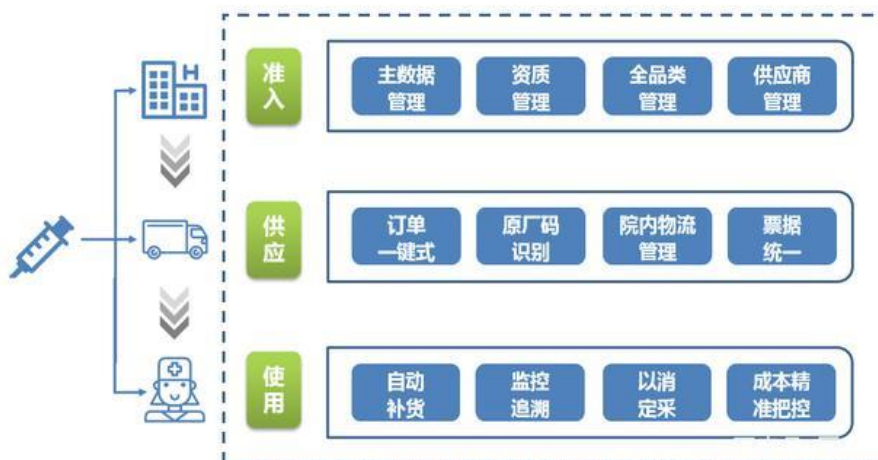 H
准
入
主数据
管理
资质
管理
全品类
管理
供应商
管理
供
应
订单
一键式
原厂码
识别
院内物流
管理
票据
统一
使
用
自动
补货
监控
追溯
以消
定采
成本精
准把控